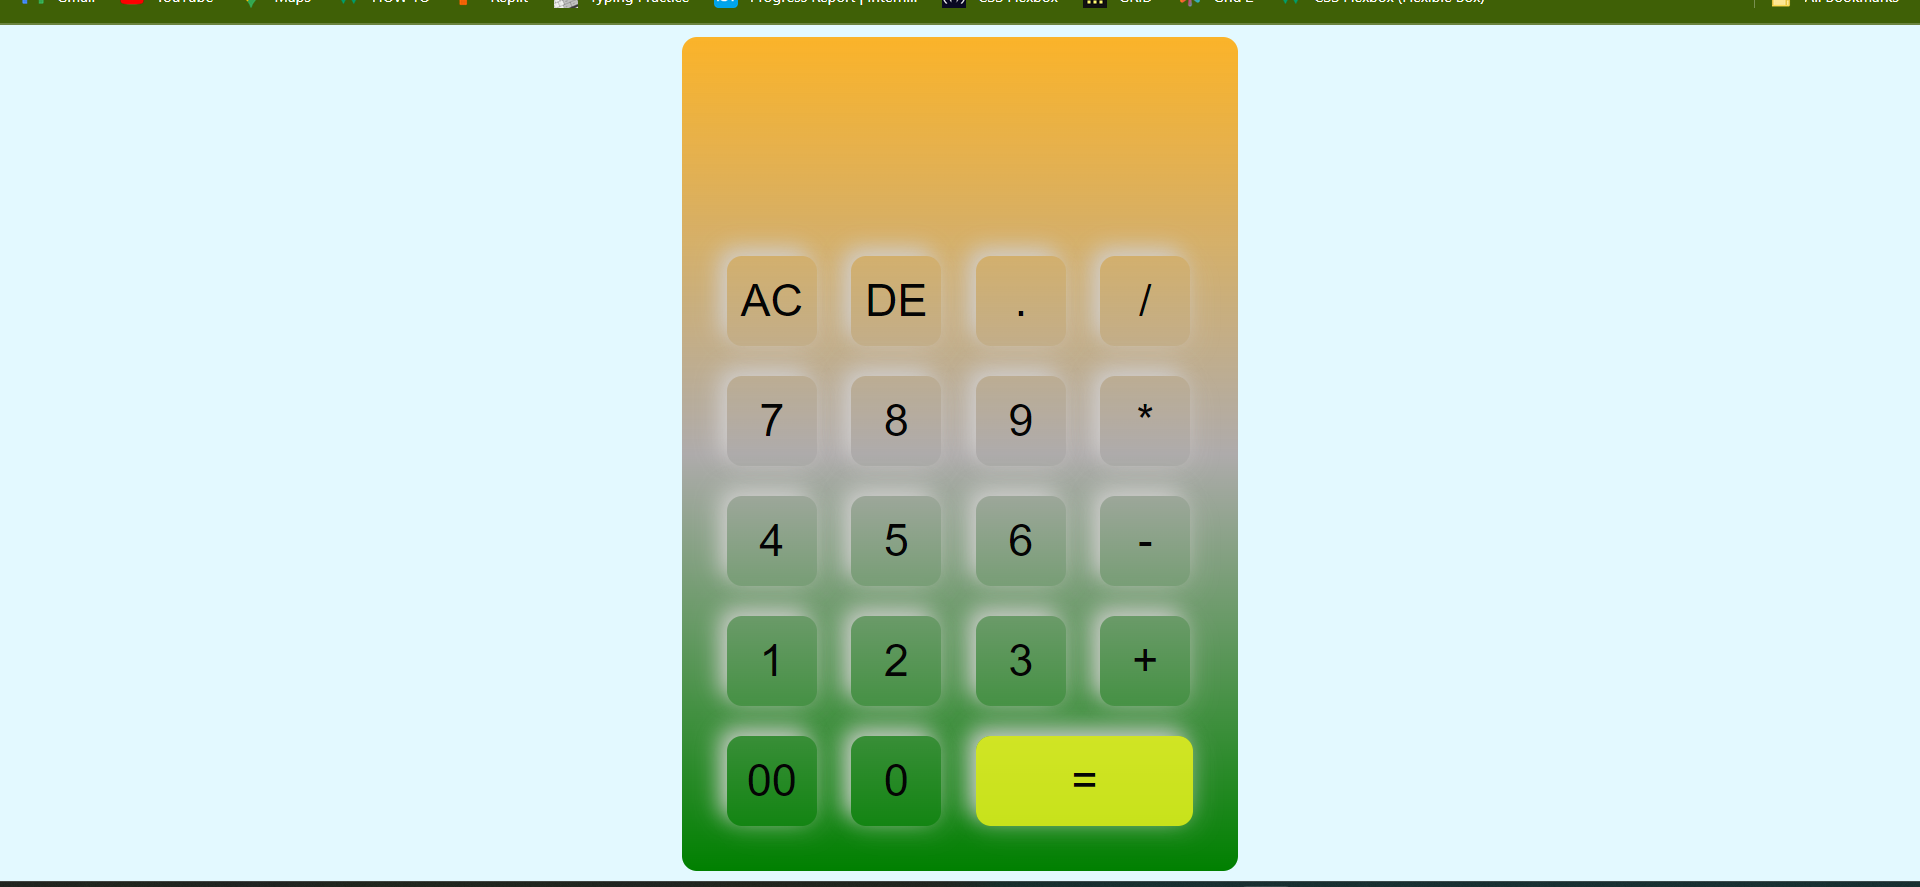 Gmail YouTube Maps HOW TO Replit Typing Practice Progress Report | Interni... CSS Flexbox GRID Grid 2 CSS Flexbox (Flexible Box) All Bookmarks
AC DE . /
7 8 9 *
4 5 6 -
1 2 3 +
00 0 =